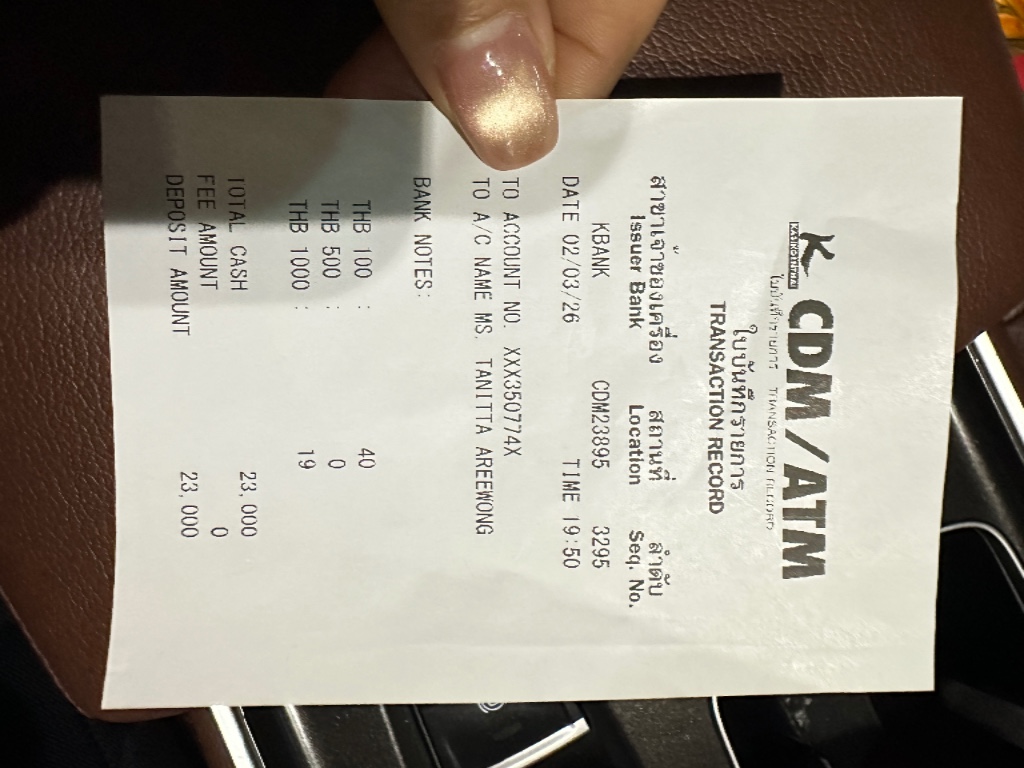 CDM/ATM
KASIKORNTHAI
ใบบันทึกรายการ TRANSACTION RECORD
ใบบันทึกรายการ
TRANSACTION RECORD
สาขาเจ้าของเครื่อง สถานที่ ลำดับ
Issuer Bank Location Seq. No.
KBANK CDM23895 3295
DATE 02/03/26 TIME 19:50
TO ACCOUNT NO. XXX350774X
TO A/C NAME MS. TANITTA AREEWONG
BANK NOTES:
THB 100 : 40
THB 500 : 0
THB 1000 : 19
TOTAL CASH 23,000
FEE AMOUNT 0
DEPOSIT AMOUNT 23,000